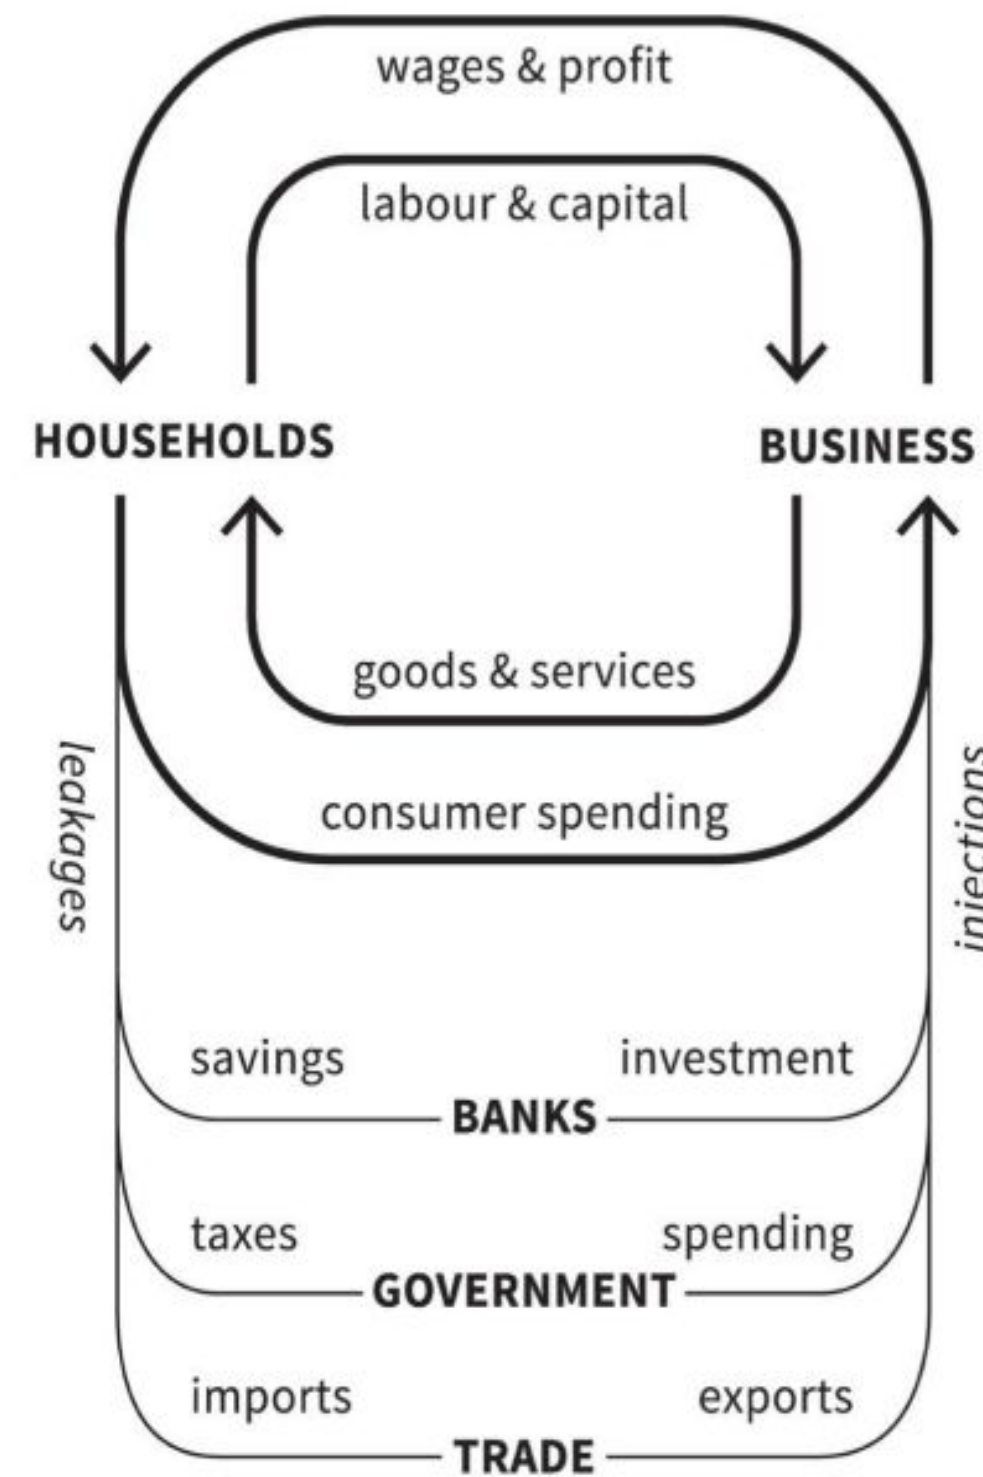 wages & profit
labour & capital
HOUSEHOLDS
BUSINESS
goods & services
consumer spending
leakages
injections
savings
investment
BANKS
taxes
spending
GOVERNMENT
imports
exports
TRADE